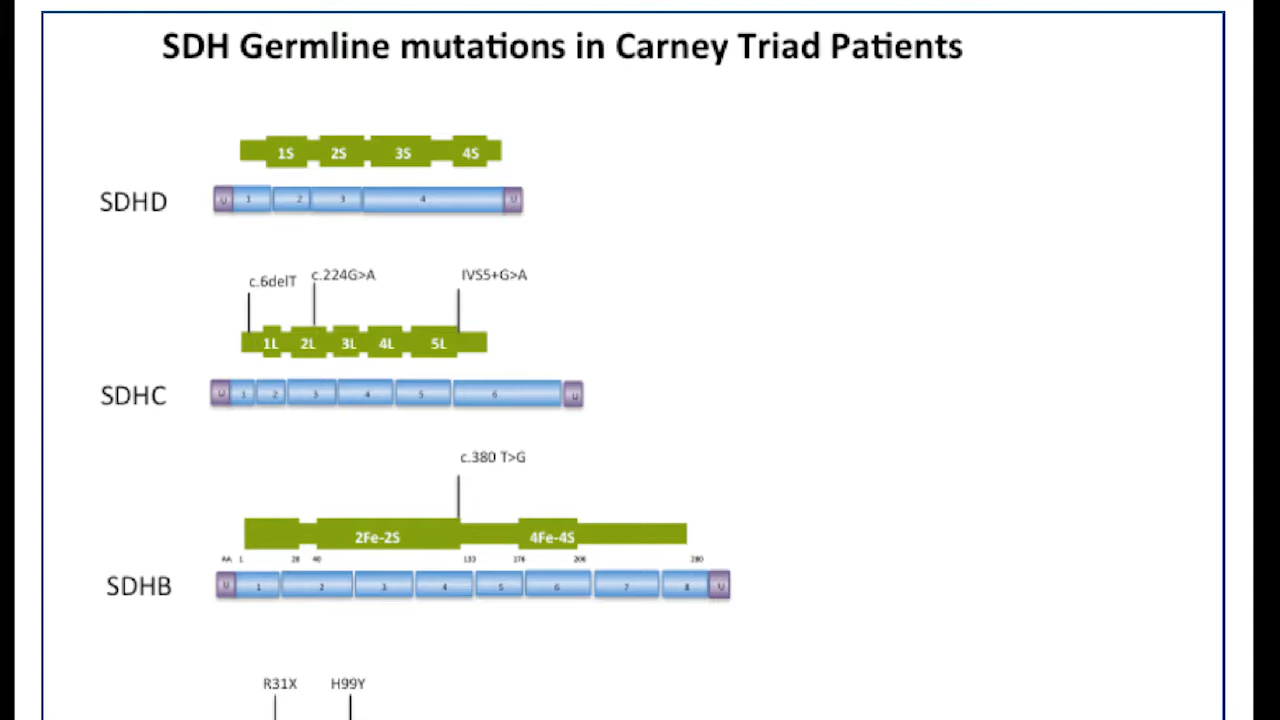 SDH Germline mutations in Carney Triad Patients
1S 2S 3S 4S
SDHD
U 1 2 3 4 U
c.6delT c.224G>A IVS5+G>A
1L 2L 3L 4L 5L
SDHC
U 1 2 3 4 5 6 U
c.380 T>G
2Fe-2S 4Fe-4S
AA 1 28 40 133 176 206 280
SDHB
U 1 2 3 4 5 6 7 8 U
R31X H99Y